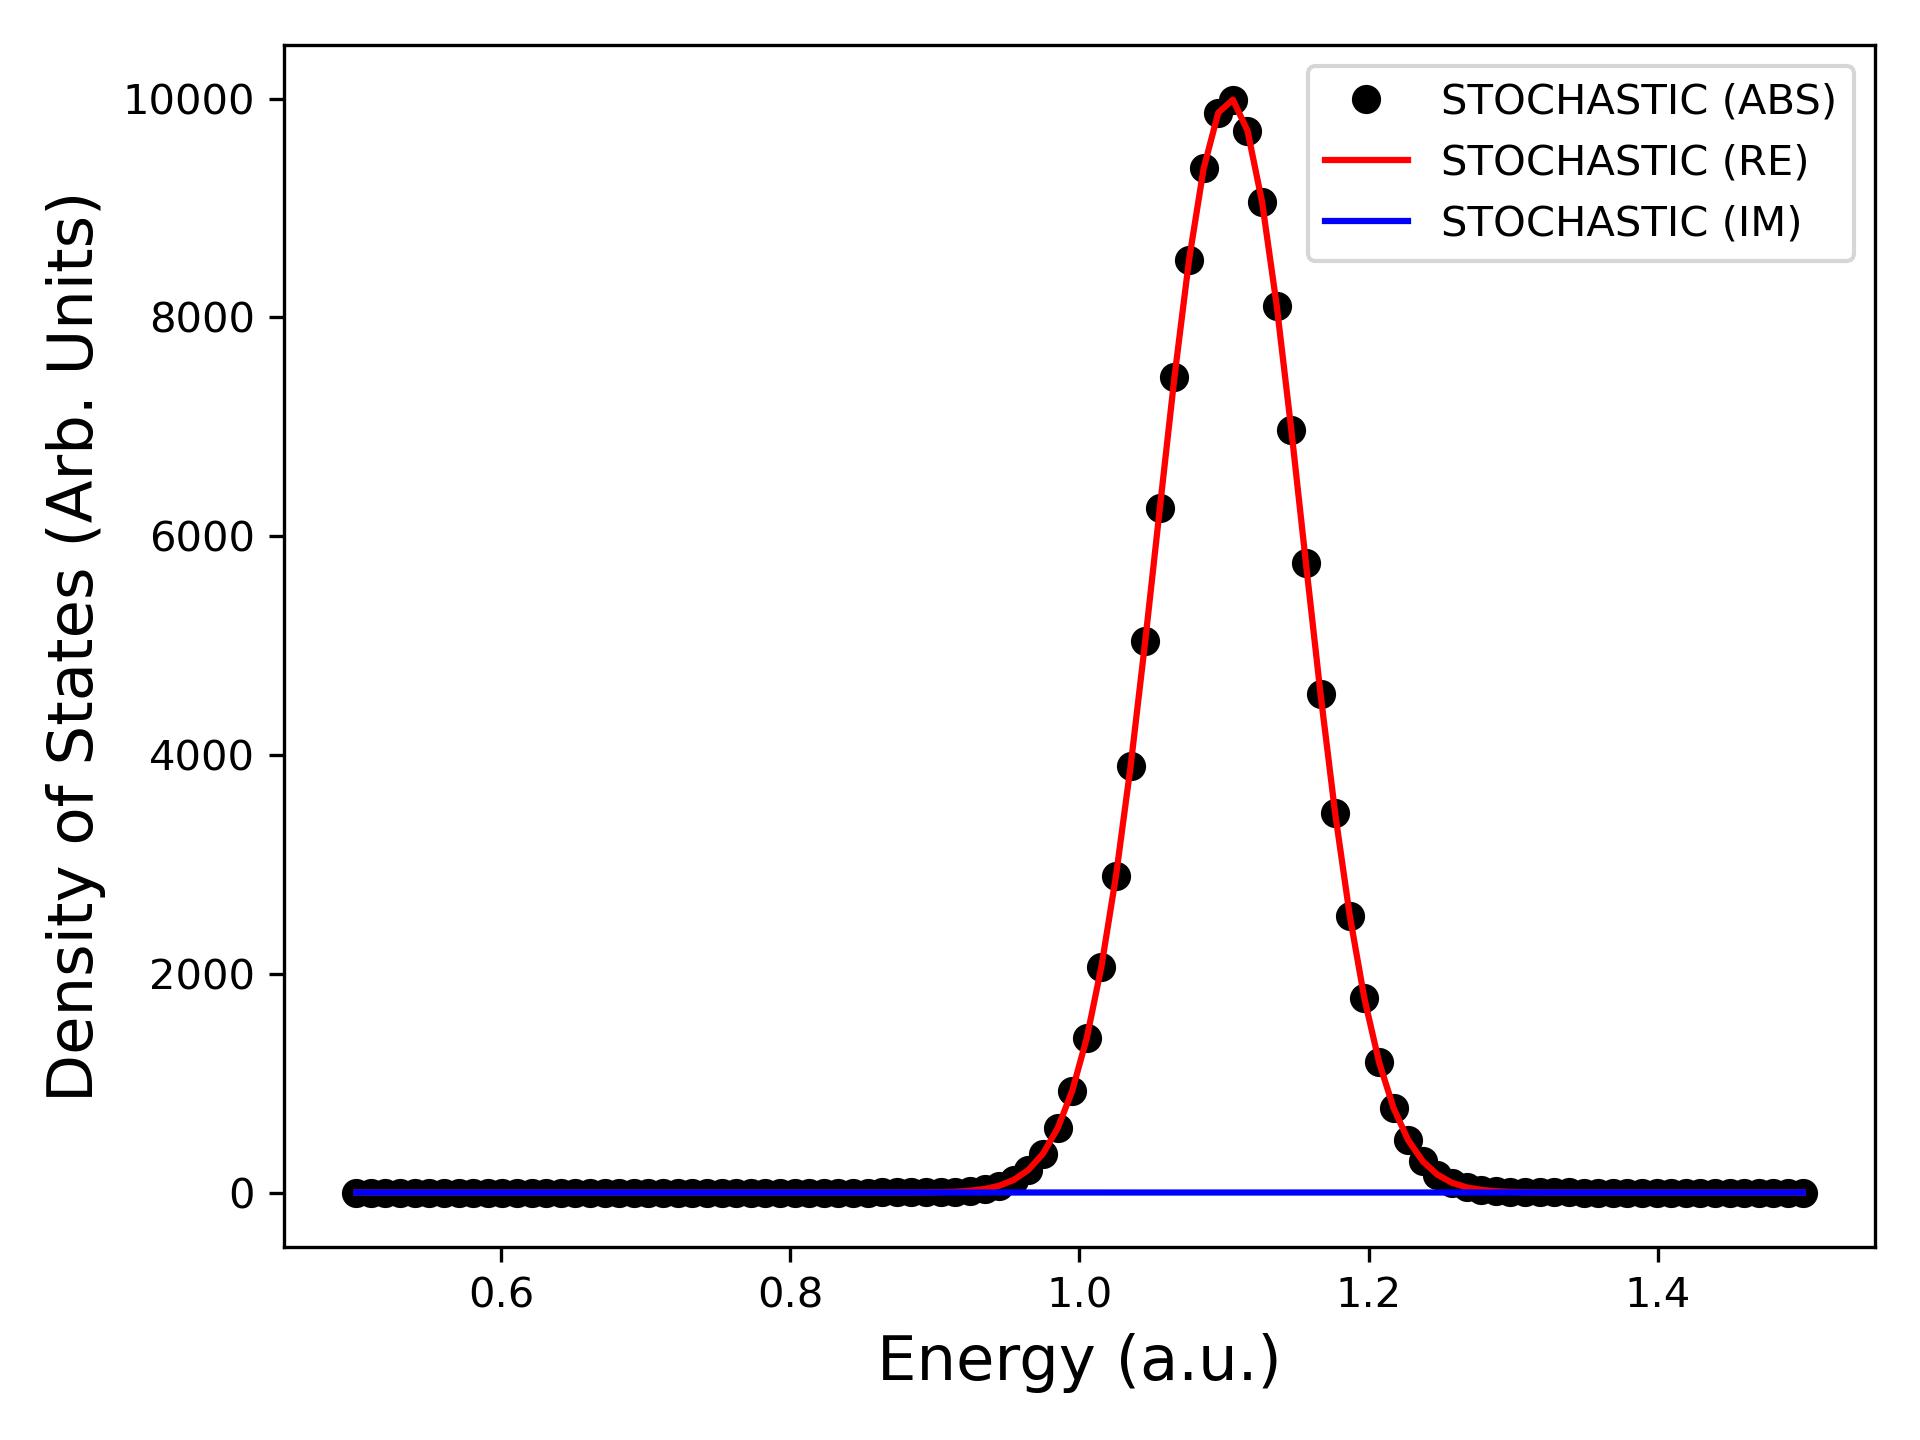 10000
8000
6000
4000
2000
0
Density of States (Arb. Units)
STOCHASTIC (ABS)
STOCHASTIC (RE)
STOCHASTIC (IM)
0.6 0.8 1.0 1.2 1.4
Energy (a.u.)